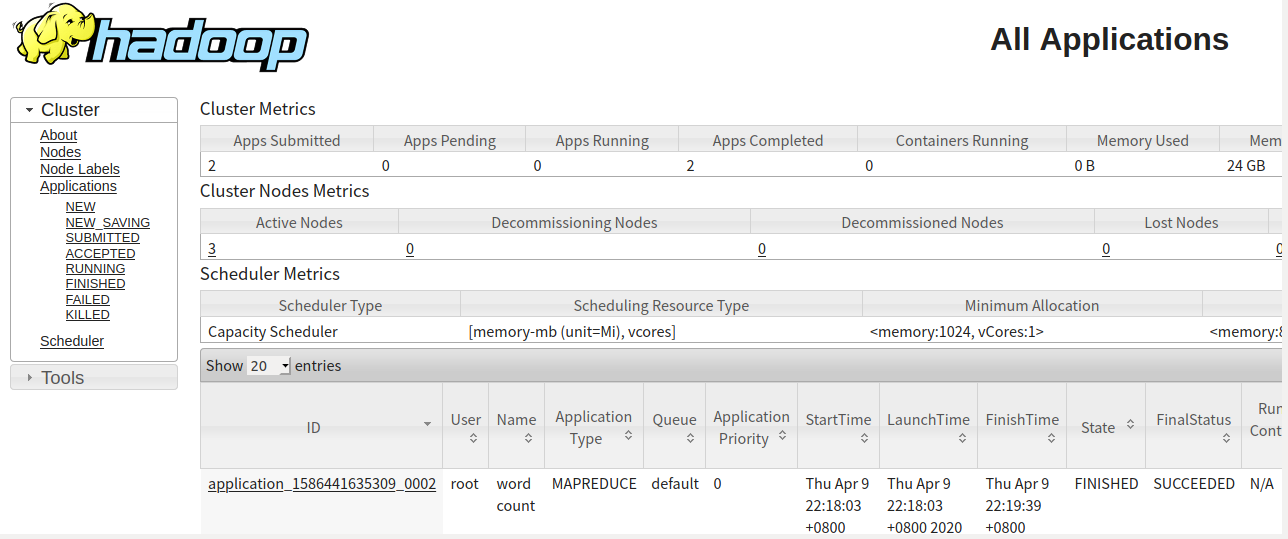 hadoop
All Applications
Cluster
About
Nodes
Node Labels
Applications
NEW
NEW_SAVING
SUBMITTED
ACCEPTED
RUNNING
FINISHED
FAILED
KILLED
Scheduler
Tools
Cluster Metrics
Apps Submitted Apps Pending Apps Running Apps Completed Containers Running Memory Used Mem
2 0 0 2 0 0 B 24 GB
Cluster Nodes Metrics
Active Nodes Decommissioning Nodes Decommissioned Nodes Lost Nodes
3 0 0 0 0
Scheduler Metrics
Scheduler Type Scheduling Resource Type Minimum Allocation
Capacity Scheduler [memory-mb (unit=Mi), vcores] <memory:1024, vCores:1> <memory:8
Show 20 entries
ID User Name Application Type Queue Application Priority StartTime LaunchTime FinishTime State FinalStatus Run Cont
application_1586441635309_0002 root word MAPREDUCE default 0 Thu Apr 9 Thu Apr 9 Thu Apr 9 FINISHED SUCCEEDED N/A
count 22:18:03 22:18:03 22:19:39
+0800 +0800 2020 +0800